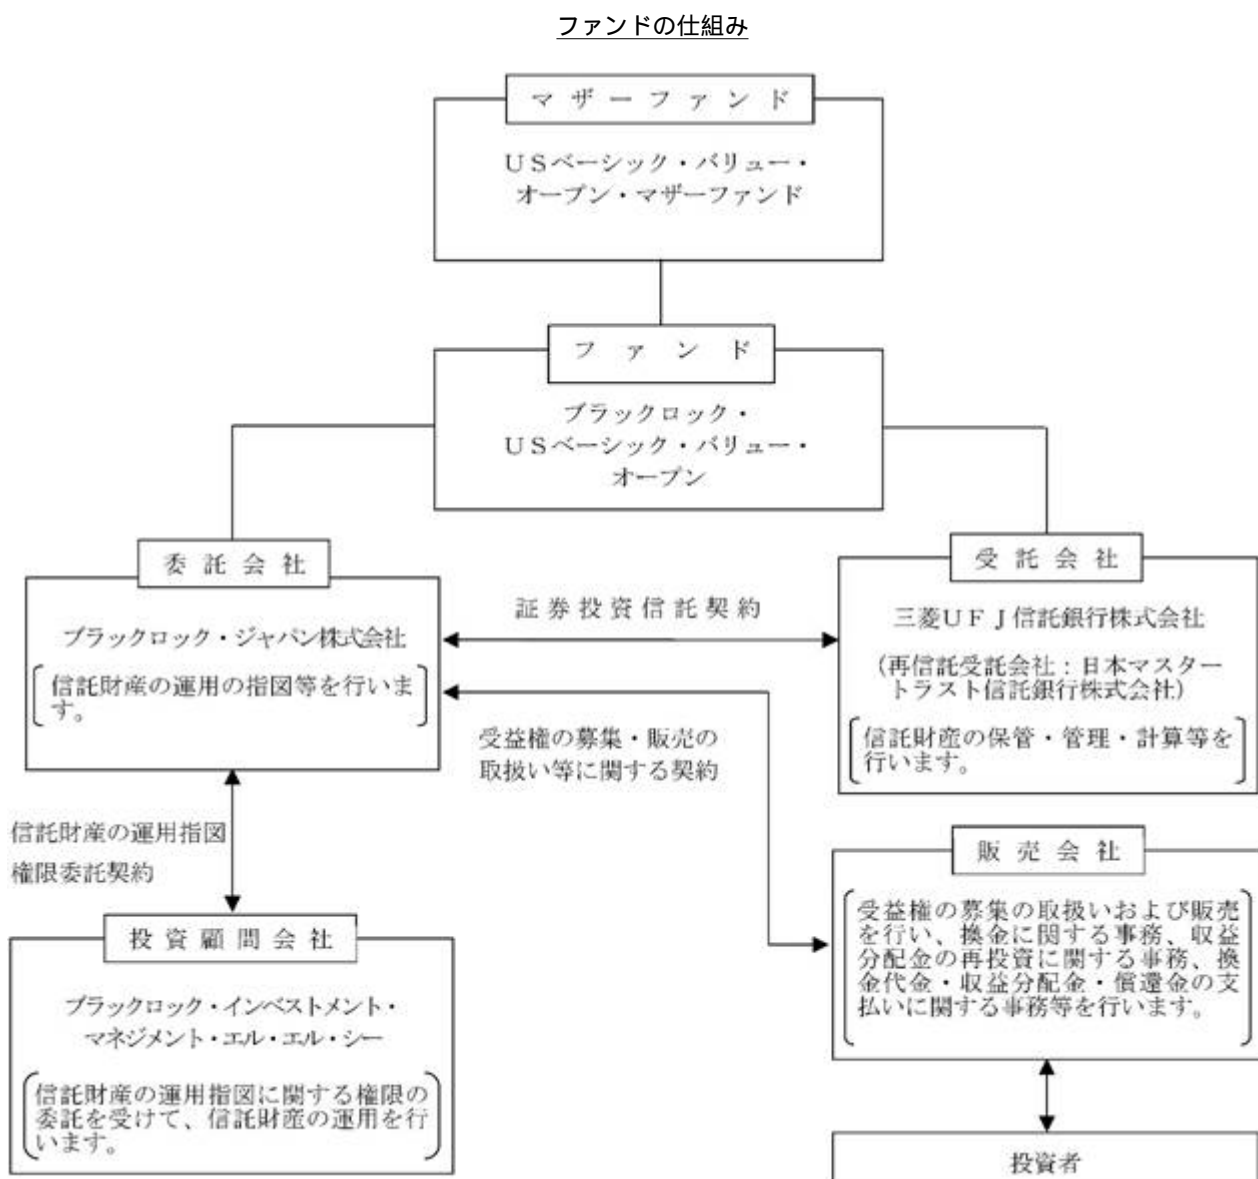 ファンドの仕組み
マザーファンド
USベーシック・バリュー・
オープン・マザーファンド
ファンド
ブラックロック・
USベーシック・バリュー・
オープン
委託会社
ブラックロック・ジャパン株式会社
信託財産の運用の指図等を行いま
す。
証券投資信託契約
受益権の募集・販売の
取扱い等に関する契約
受託会社
三菱UFJ信託銀行株式会社
(再信託受託会社:日本マスター
トラスト信託銀行株式会社)
信託財産の保管・管理・計算等を
行います。
信託財産の運用指図
権限委託契約
投資顧問会社
ブラックロック・インベストメント・
マネジメント・エル・エル・シー
信託財産の運用指図に関する権限の
委託を受けて、信託財産の運用を行
います。
販売会社
受益権の募集の取扱いおよび販売
を行い、換金に関する事務、収益
分配金の再投資に関する事務、換
金代金・収益分配金・償還金の支
払いに関する事務等を行います。
投資者